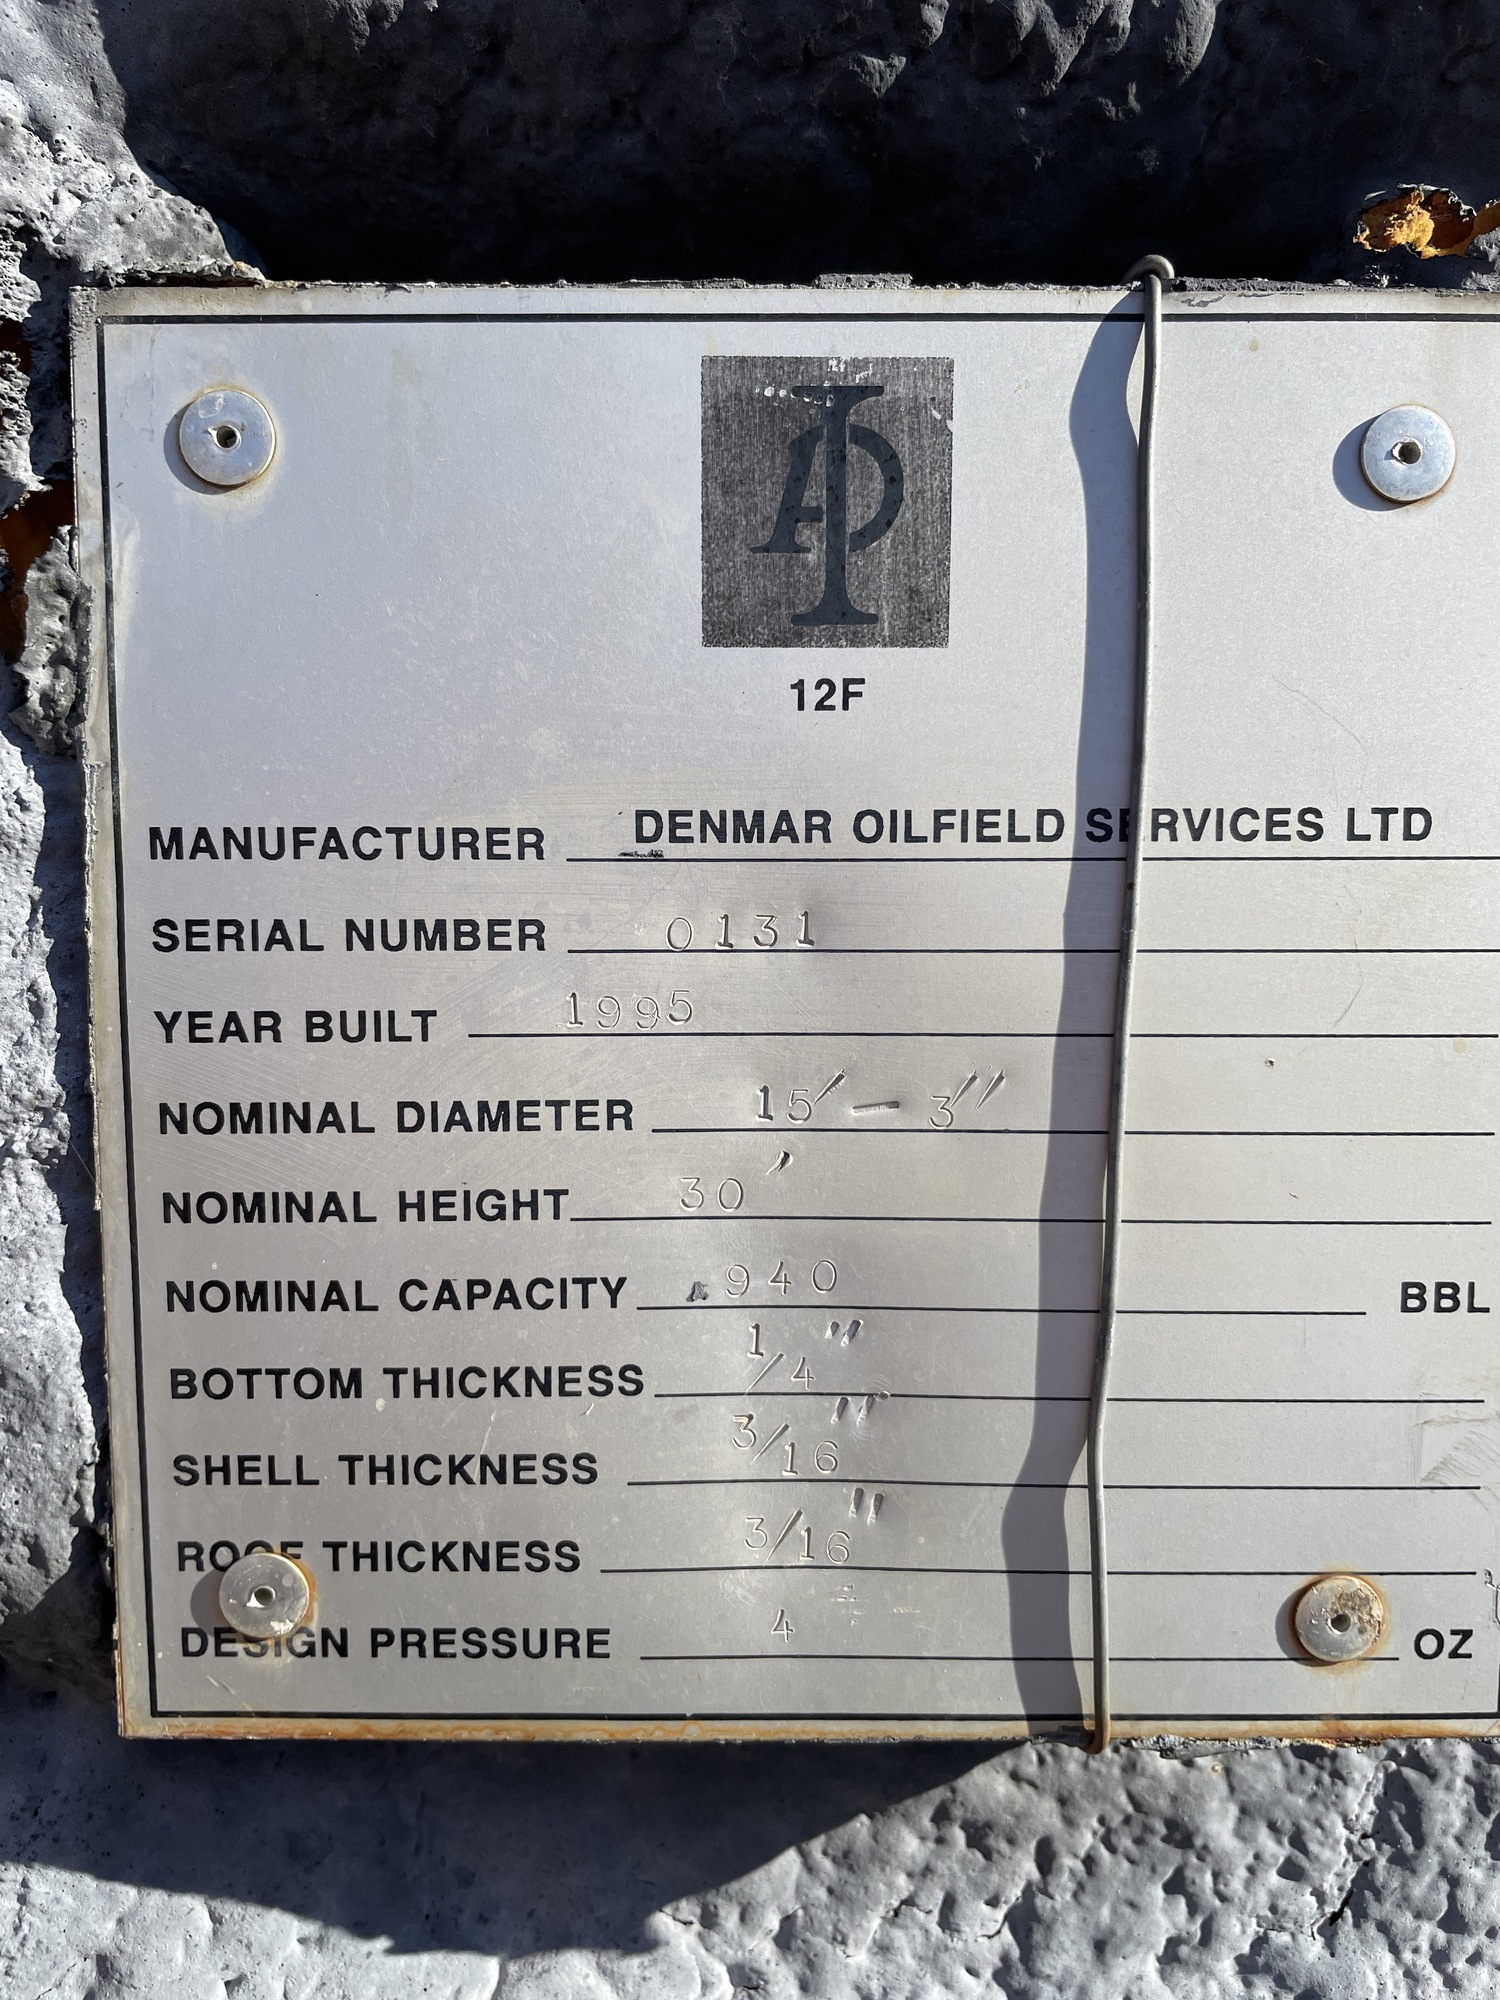 API
12F
MANUFACTURER DENMAR OILFIELD SERVICES LTD
SERIAL NUMBER 0131
YEAR BUILT 1995
NOMINAL DIAMETER 15' - 3"
NOMINAL HEIGHT 30'
NOMINAL CAPACITY 940 BBL
BOTTOM THICKNESS 1/4"
SHELL THICKNESS 3/16"
ROOF THICKNESS 3/16"
DESIGN PRESSURE 4 OZ